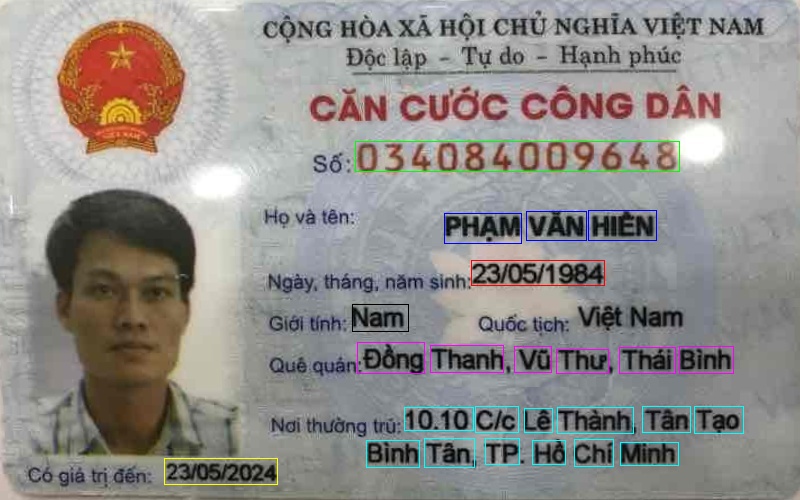 CỘNG HÒA XÃ HỘI CHỦ NGHĨA VIỆT NAM
Độc lập - Tự do - Hạnh phúc
CĂN CƯỚC CÔNG DÂN
Số: 034084009648
Họ và tên: PHẠM VĂN HIỀN
Ngày, tháng, năm sinh: 23/05/1984
Giới tính: Nam Quốc tịch: Việt Nam
Quê quán: Đồng Thanh, Vũ Thư, Thái Bình
Nơi thường trú: 10.10 C/c Lê Thành, Tân Tạo
Bình Tân, TP. Hồ Chí Minh
Có giá trị đến: 23/05/2024